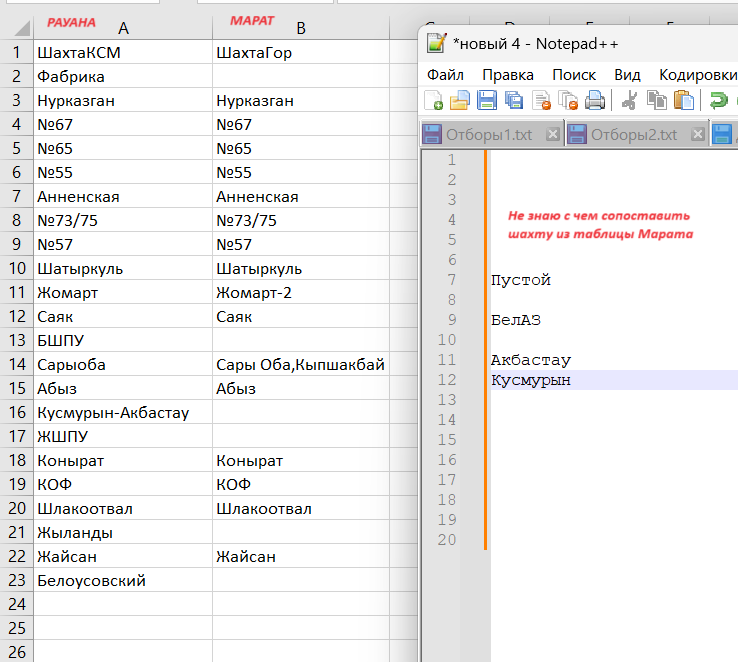 РАУАНА МАРАТ
A B
1 ШахтаКСМ ШахтаГор
2 Фабрика
3 Нурказган Нурказган
4 №67 №67
5 №65 №65
6 №55 №55
7 Анненская Анненская
8 №73/75 №73/75
9 №57 №57
10 Шатыркуль Шатыркуль
11 Жомарт Жомарт-2
12 Саяк Саяк
13 БШПУ
14 Сарыоба Сары Оба,Кыпшакбай
15 Абыз Абыз
16 Кусмурын-Акбастау
17 ЖШПУ
18 Конырат Конырат
19 КОФ КОФ
20 Шлакоотвал Шлакоотвал
21 Жыланды
22 Жайсан Жайсан
23 Белоусовский
24
25
26
*новый 4 - Notepad++
Файл Правка Поиск Вид Кодировки
Отборы1.txt Отборы2.txt
1
2
3
4
5
6
7 Пустой
8
9 БелАЗ
10
11 Акбастау
12 Кусмурын
13
14
15
16
17
18
19
20
Не знаю с чем сопоставить
шахту из таблицы Марата